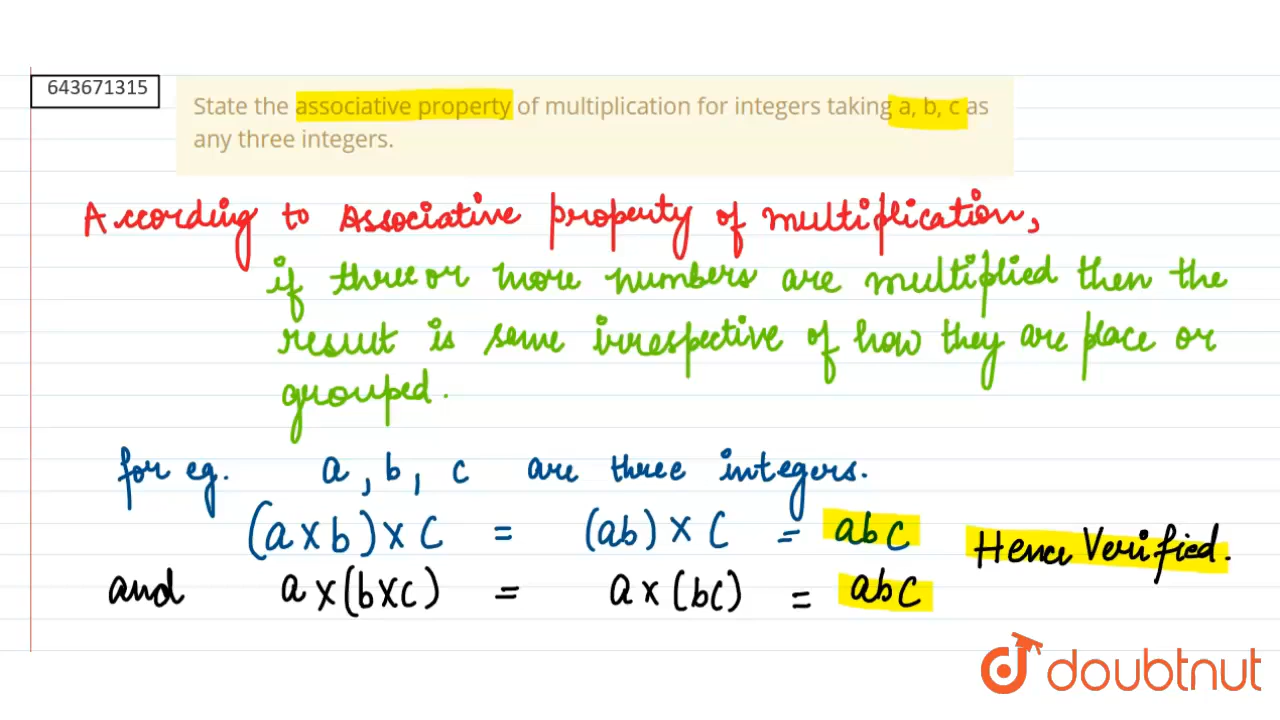 643671315
State the associative property of multiplication for integers taking a, b, c as
any three integers.
According to Associative property of multiplication,
if three or more numbers are multiplied then the
result is same irrespective of how they are place or
grouped.
for eg. a, b, c are three integers.
(a × b) × C = (ab) × C = abC
Hence Verified.
and a × (b × C) = a × (bC) = abC
doubtnut